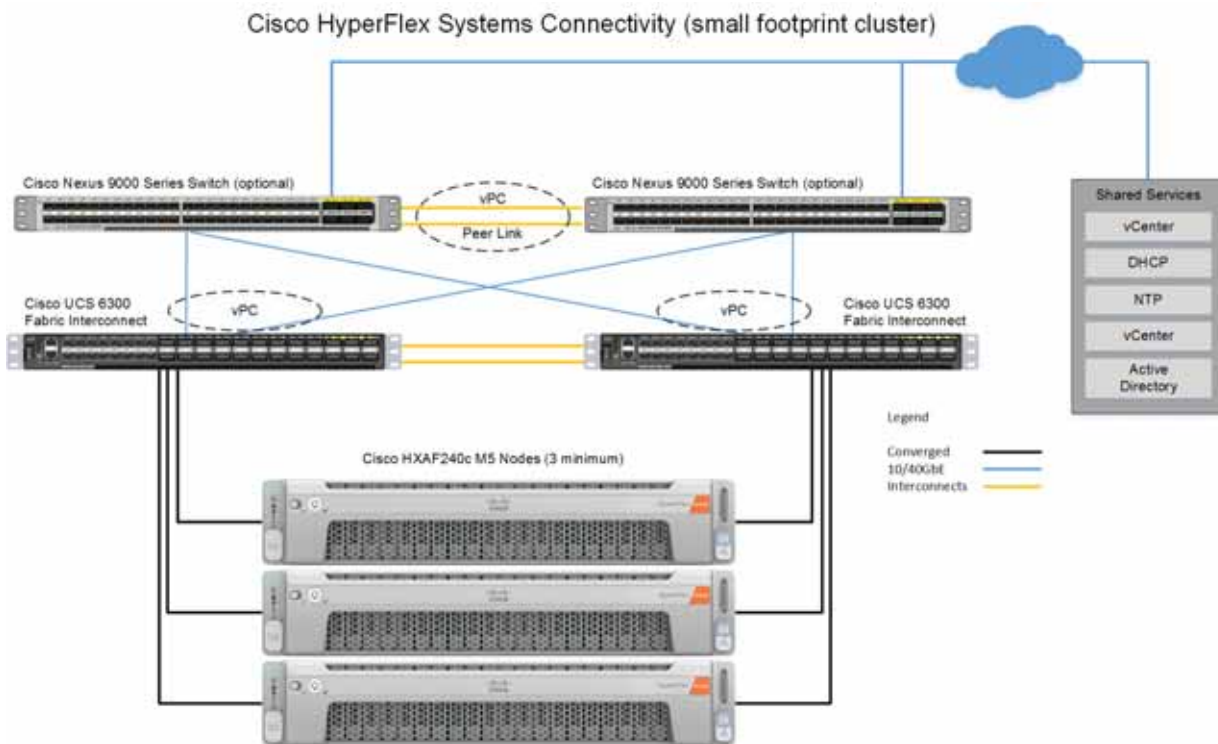 Cisco HyperFlex Systems Connectivity (small footprint cluster)
Cisco Nexus 9000 Series Switch (optional)
Cisco Nexus 9000 Series Switch (optional)
vPC
Peer Link
Shared Services
vCenter
DHCP
NTP
vCenter
Active
Directory
Cisco UCS 6300
Fabric Interconnect
vPC
vPC
Cisco UCS 6300
Fabric Interconnect
Legend
Converged
10/40GbE
Interconnects
Cisco HXAF240c M5 Nodes (3 minimum)